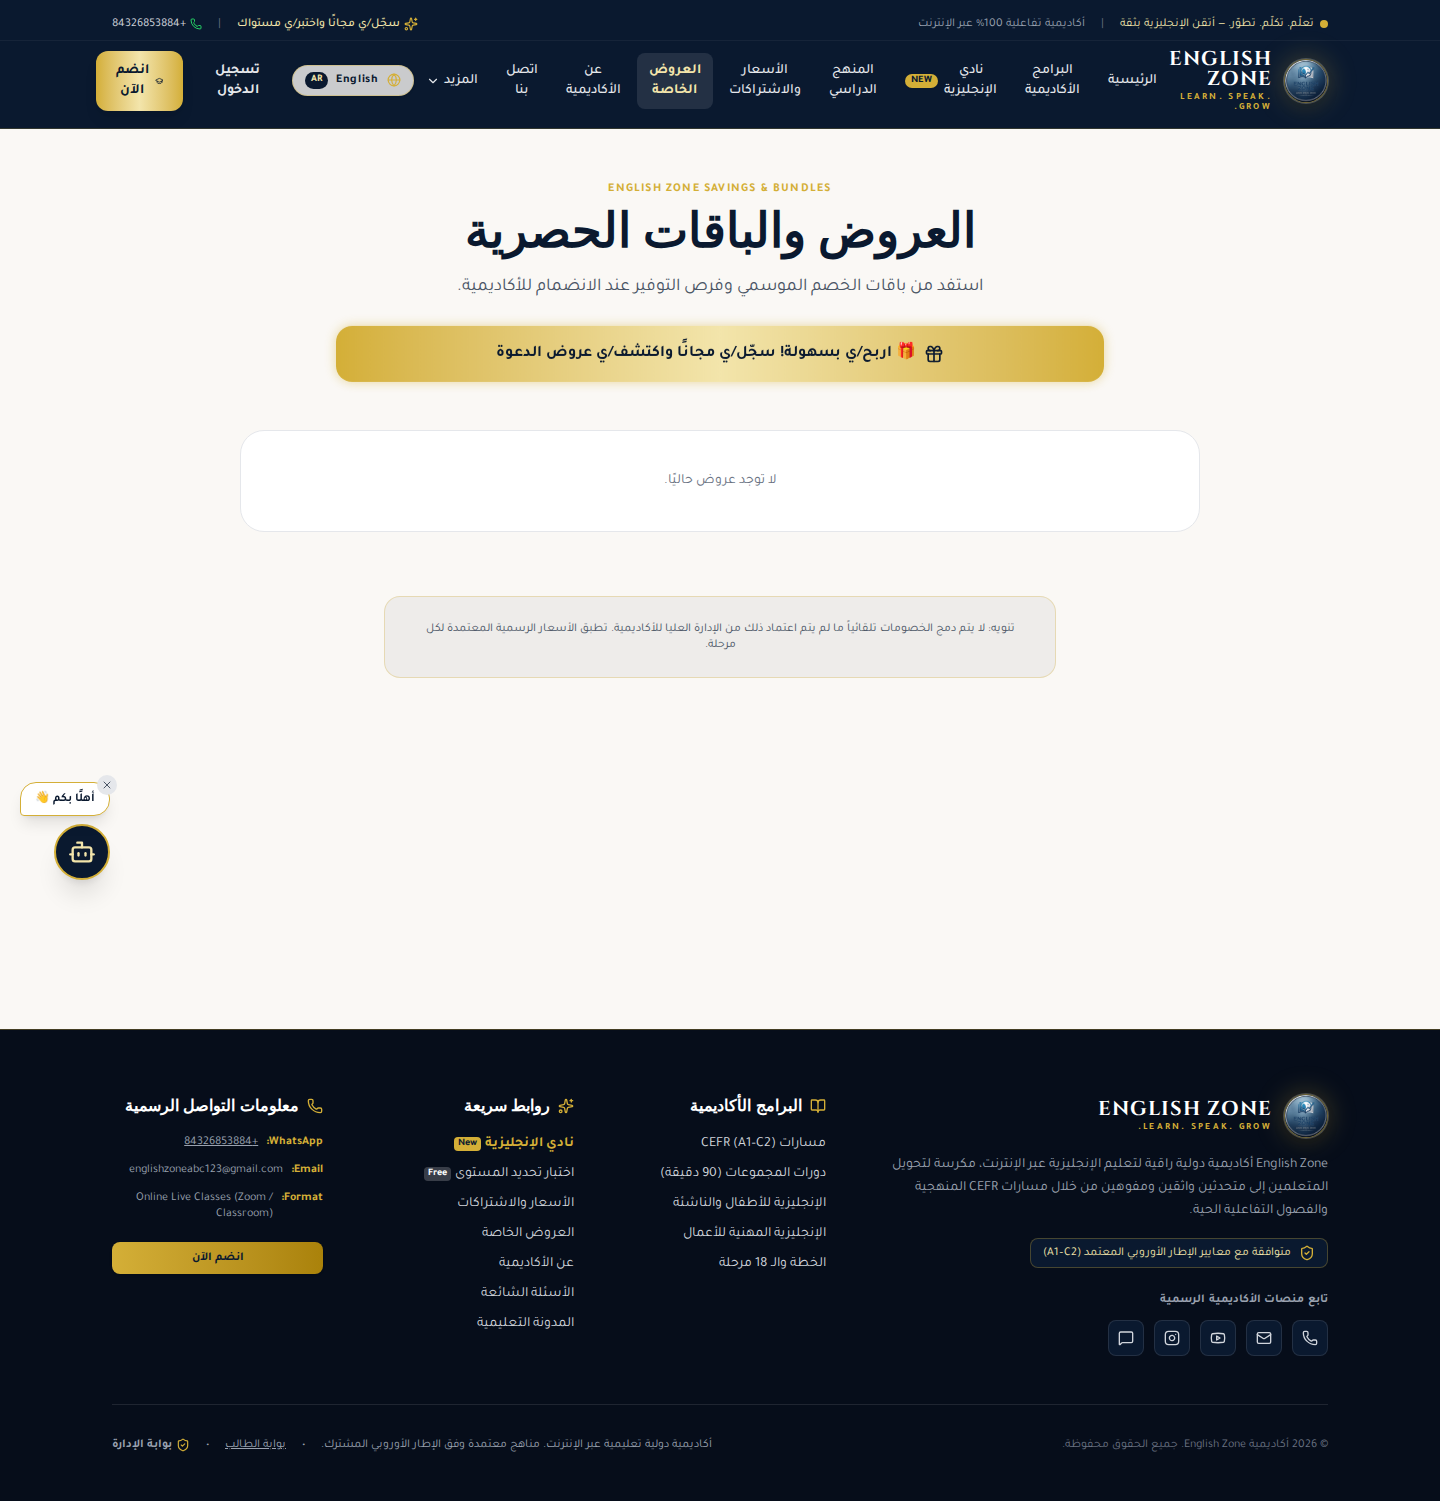 تعلّم. تكلّم. تطوّر. — أتقن الإنجليزية بثقة | أكاديمية تفاعلية 100% عبر الإنترنت
سجّل/ي مجانًا واختبر/ي مستواك | +84326853884
ENGLISH
ZONE
LEARN. SPEAK.
GROW.
الرئيسية
البرامج
الأكاديمية
نادي
الإنجليزية
NEW
المنهج
الدراسي
الأسعار
والاشتراكات
العروض
الخاصة
عن
الأكاديمية
اتصل
بنا
المزيد
English AR
تسجيل
الدخول
انضم
الآن
ENGLISH ZONE SAVINGS & BUNDLES
العروض والباقات الحصرية
استفد من باقات الخصم الموسمي وفرص التوفير عند الانضمام للأكاديمية.
🎁 اربح/ي بسهولة! سجّل/ي مجانًا واكتشف/ي عروض الدعوة
لا توجد عروض حاليًا.
تنويه: لا يتم دمج الخصومات تلقائياً ما لم يتم اعتماد ذلك من الإدارة العليا للأكاديمية. تطبق الأسعار الرسمية المعتمدة لكل
مرحلة.
أهلًا بكم 👋
ENGLISH ZONE
LEARN. SPEAK. GROW.
English Zone أكاديمية دولية راقية لتعليم الإنجليزية عبر الإنترنت، مكرسة لتحويل
المتعلمين إلى متحدثين واثقين ومفوهين من خلال مسارات CEFR المنهجية
والفصول التفاعلية الحية.
متوافقة مع معايير الإطار الأوروبي المعتمد (A1-C2)
تابع منصات الأكاديمية الرسمية
البرامج الأكاديمية
مسارات CEFR (A1-C2)
دورات المجموعات (90 دقيقة)
الإنجليزية للأطفال والناشئة
الإنجليزية المهنية للأعمال
الخطة والـ 18 مرحلة
روابط سريعة
نادي الإنجليزية New
اختبار تحديد المستوى Free
الأسعار والاشتراكات
العروض الخاصة
عن الأكاديمية
الأسئلة الشائعة
المدونة التعليمية
معلومات التواصل الرسمية
WhatsApp: +84326853884
Email: englishzoneabc123@gmail.com
Format: Online Live Classes (Zoom /
Classroom)
انضم الآن
© 2026 أكاديمية English Zone. جميع الحقوق محفوظة.
أكاديمية دولية تعليمية عبر الإنترنت. مناهج معتمدة وفق الإطار الأوروبي المشترك. • بوابة الطالب • بوابة الإدارة